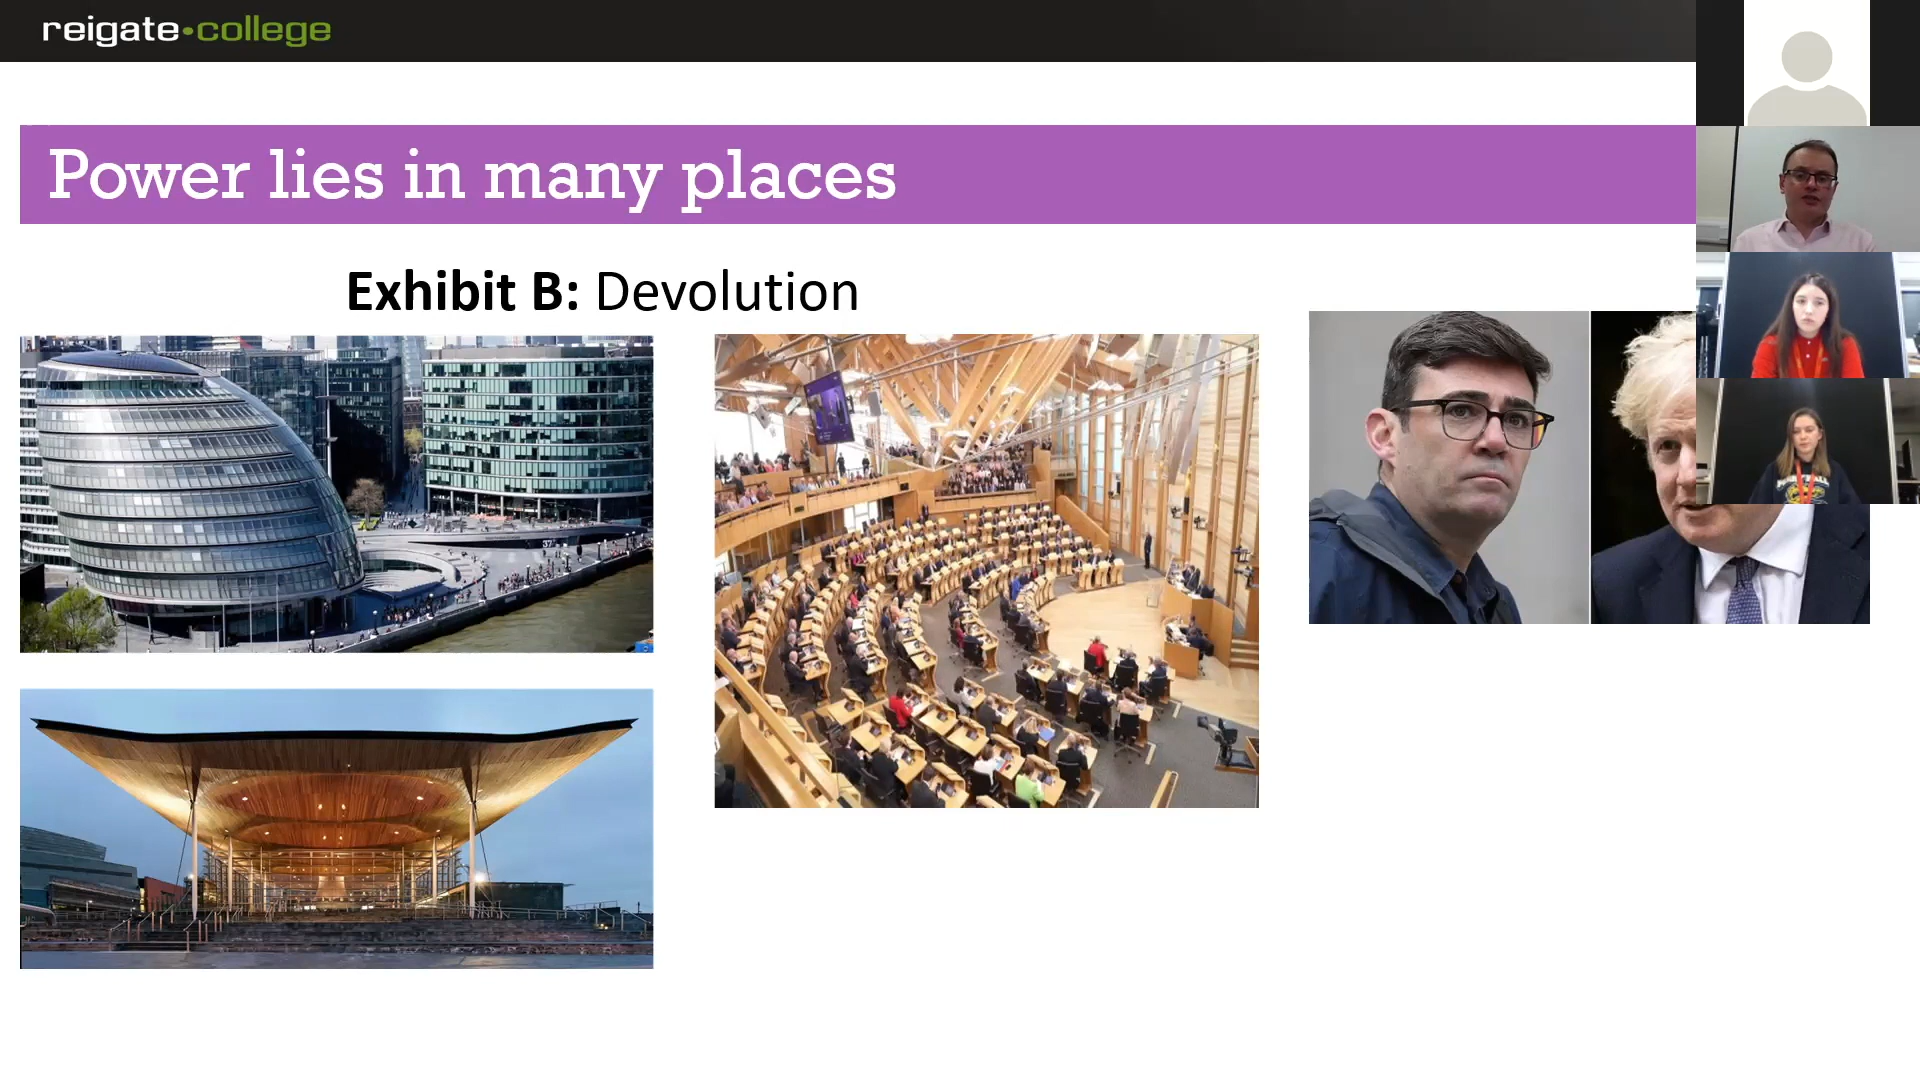 reigate•college
Power lies in many places
Exhibit B: Devolution